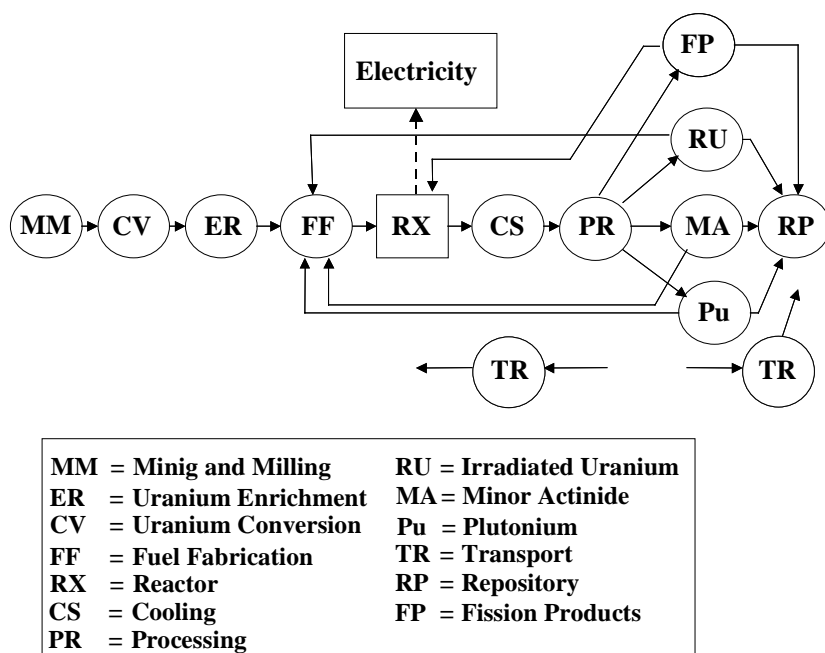 FP
Electricity
RU
MM CV ER FF RX CS PR MA RP
Pu
TR TR
MM = Minig and Milling
ER = Uranium Enrichment
CV = Uranium Conversion
FF = Fuel Fabrication
RX = Reactor
CS = Cooling
PR = Processing
RU = Irradiated Uranium
MA = Minor Actinide
Pu = Plutonium
TR = Transport
RP = Repository
FP = Fission Products